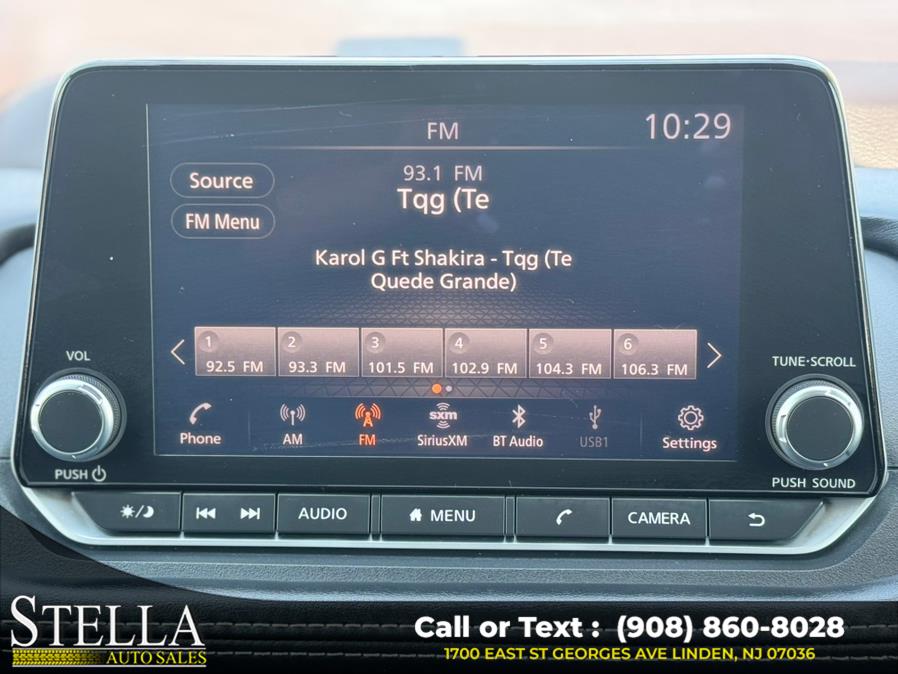 FM
10:29
Source
93.1 FM
Tqg (Te
FM Menu
Karol G Ft Shakira - Tqg (Te
Quede Grande)
1 2 3 4 5 6
92.5 FM 93.3 FM 101.5 FM 102.9 FM 104.3 FM 106.3 FM
VOL
TUNE·SCROLL
Phone AM FM sxm SiriusXM BT Audio USB1 Settings
PUSH
PUSH SOUND
AUDIO MENU CAMERA
STELLA
AUTO SALES
Call or Text : (908) 860-8028
1700 EAST ST GEORGES AVE LINDEN, NJ 07036